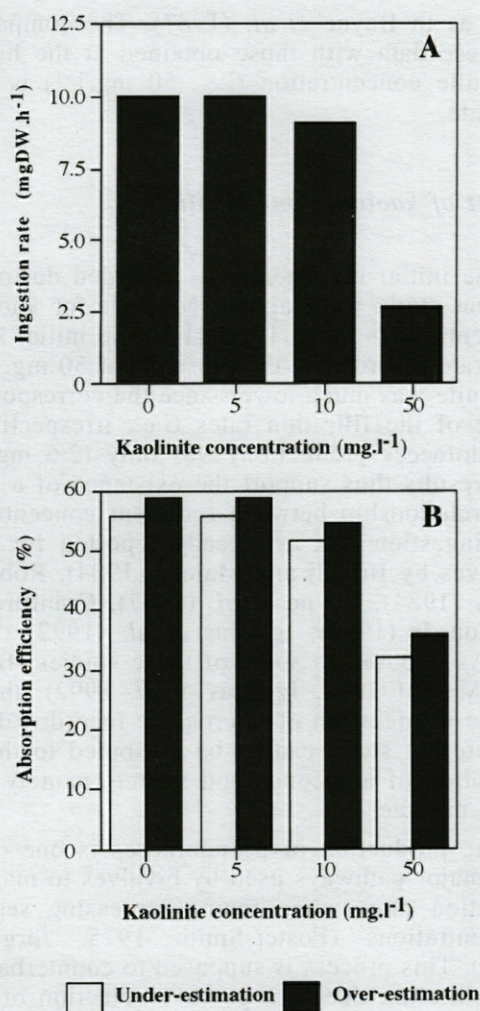 A
12.5
10.0
7.5
5.0
2.5
0
Ingestion rate (mgDW.h-1)
0 5 10 50
Kaolinite concentration (mg.l-1)
B
60
50
40
30
20
10
0
Absorption efficiency (%)
0 5 10 50
Kaolinite concentration (mg.l-1)
Under-estimation Over-estimation